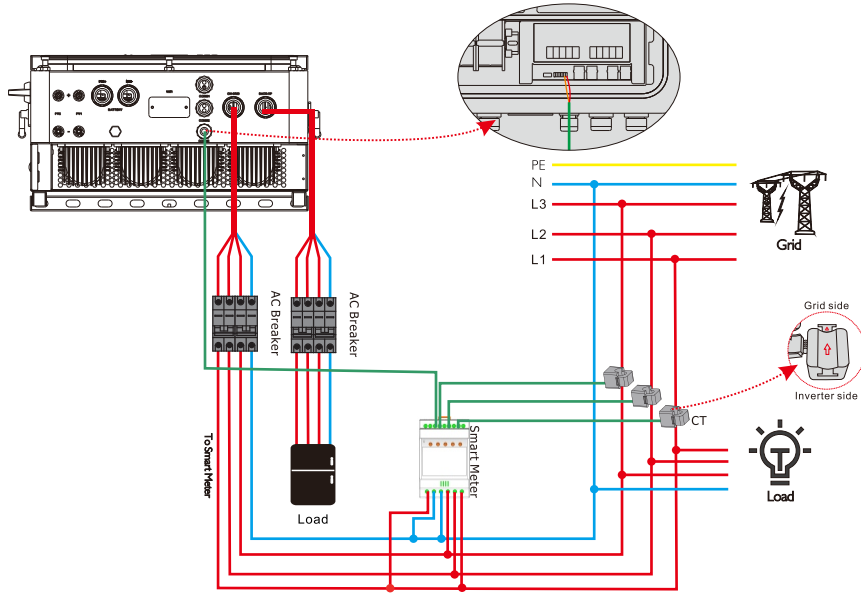 PE
N
L3
L2
L1
Grid
Grid side
Inverter side
AC Breaker
AC Breaker
CT
To Smart Meter
Smart Meter
Load
Load